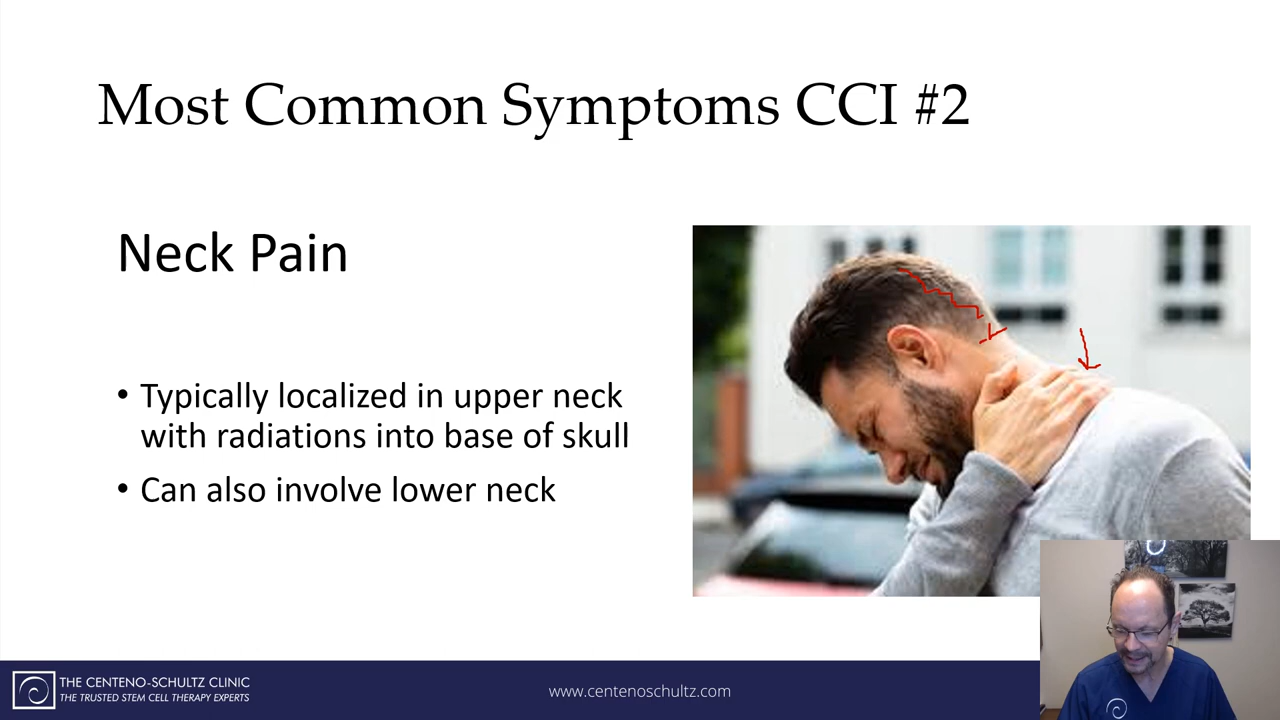 Most Common Symptoms CCI #2
Neck Pain
• Typically localized in upper neck
with radiations into base of skull
• Can also involve lower neck
THE CENTENO-SCHULTZ CLINIC
THE TRUSTED STEM CELL THERAPY EXPERTS
www.centenoschultz.com